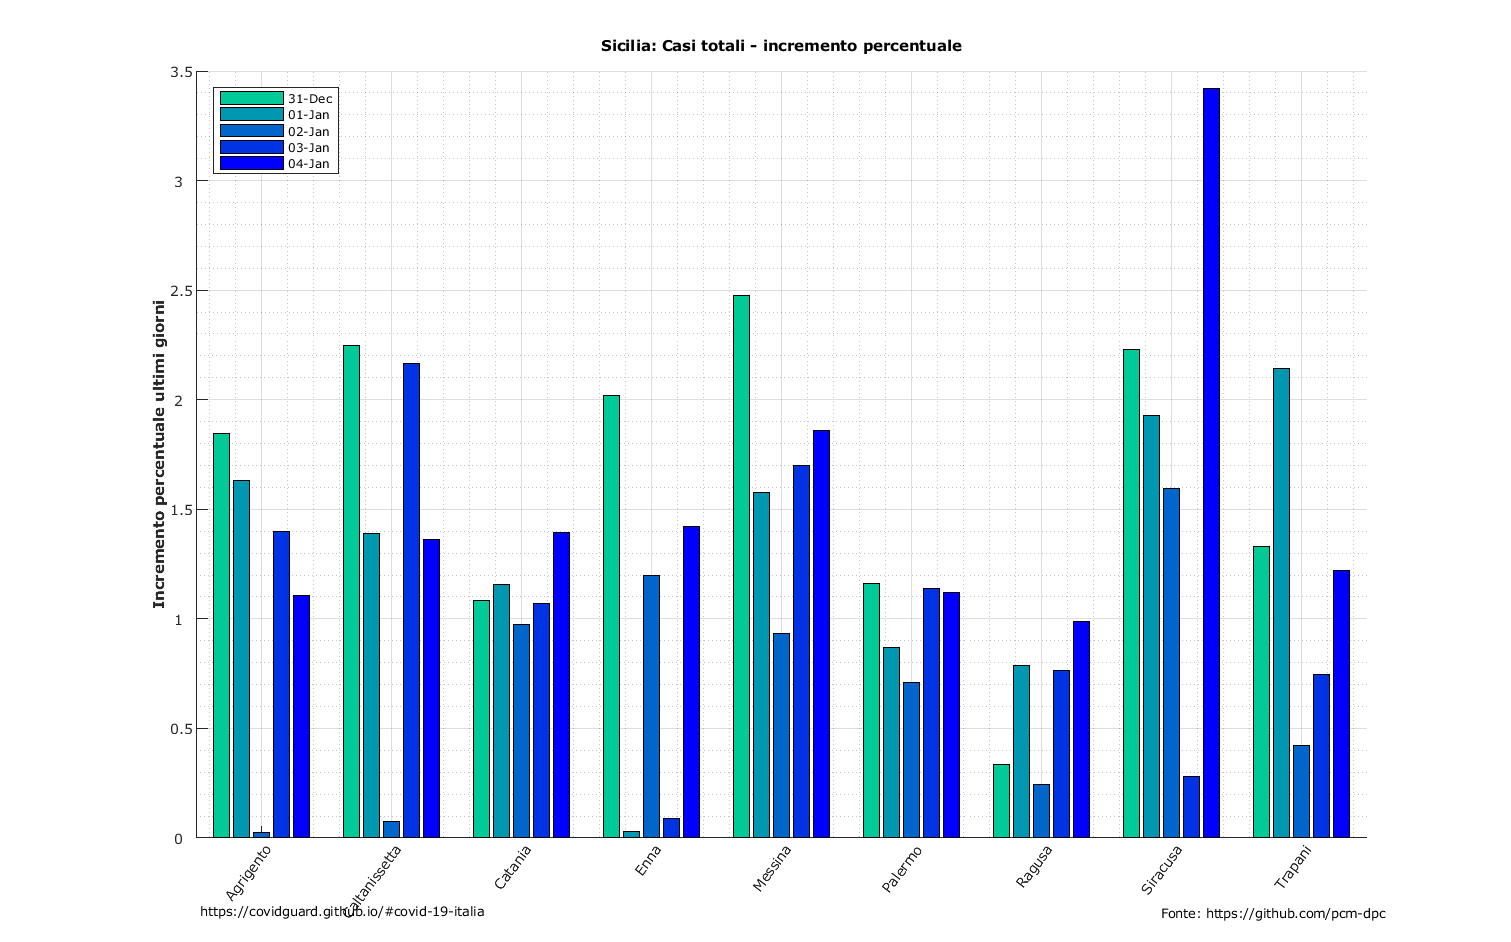 Sicilia: Casi totali - incremento percentuale
3.5
3
2.5
2
1.5
1
0.5
0
Incremento percentuale ultimi giorni
31-Dec
01-Jan
02-Jan
03-Jan
04-Jan
Agrigento
Caltanissetta
Catania
Enna
Messina
Palermo
Ragusa
Siracusa
Trapani
https://covidguard.github.io/#covid-19-italia
Fonte: https://github.com/pcm-dpc